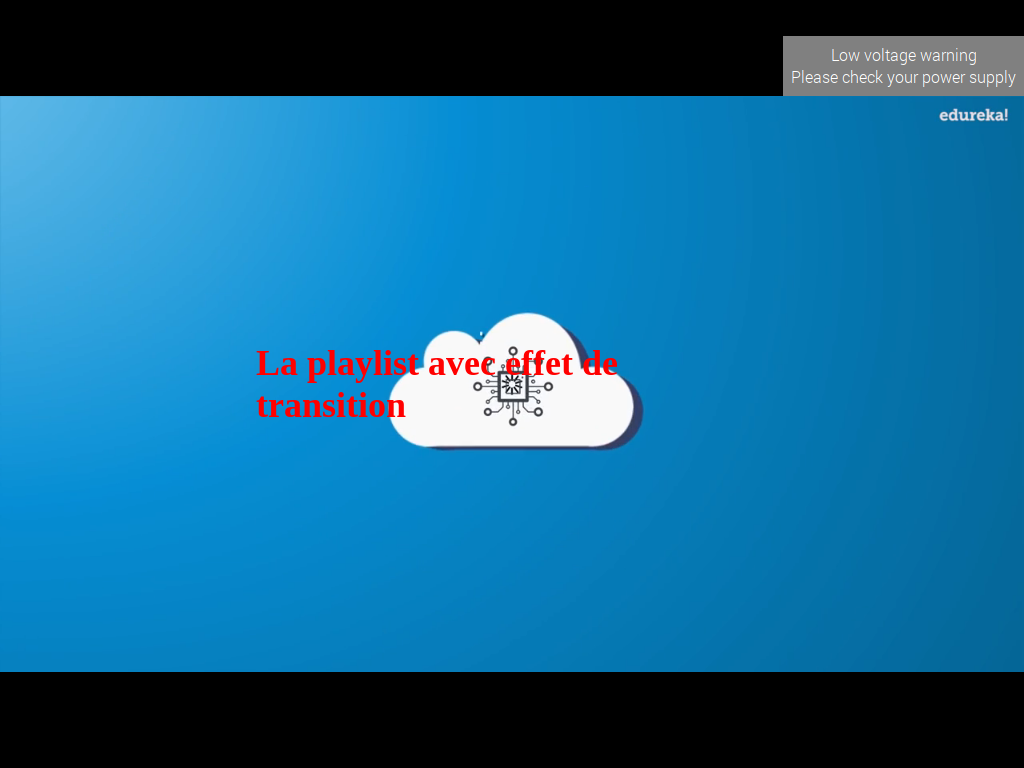 Low voltage warning
Please check your power supply
edureka!
La playlist avec effet de
transition